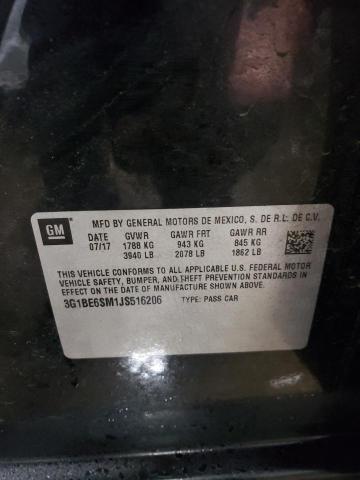 GM
MFD BY GENERAL MOTORS DE MEXICO, S. DE R.L. DE C.V.
DATE GVWR GAWR FRT GAWR RR
07/17 1788 KG 943 KG 845 KG
3940 LB 2078 LB 1862 LB
THIS VEHICLE CONFORMS TO ALL APPLICABLE U.S. FEDERAL MOTOR
VEHICLE SAFETY, BUMPER, AND THEFT PREVENTION STANDARDS
IN EFFECT ON THE DATE OF MANUFACTURE SHOWN ABOVE.
3G1BE6SM1JS516206 TYPE: PASS CAR